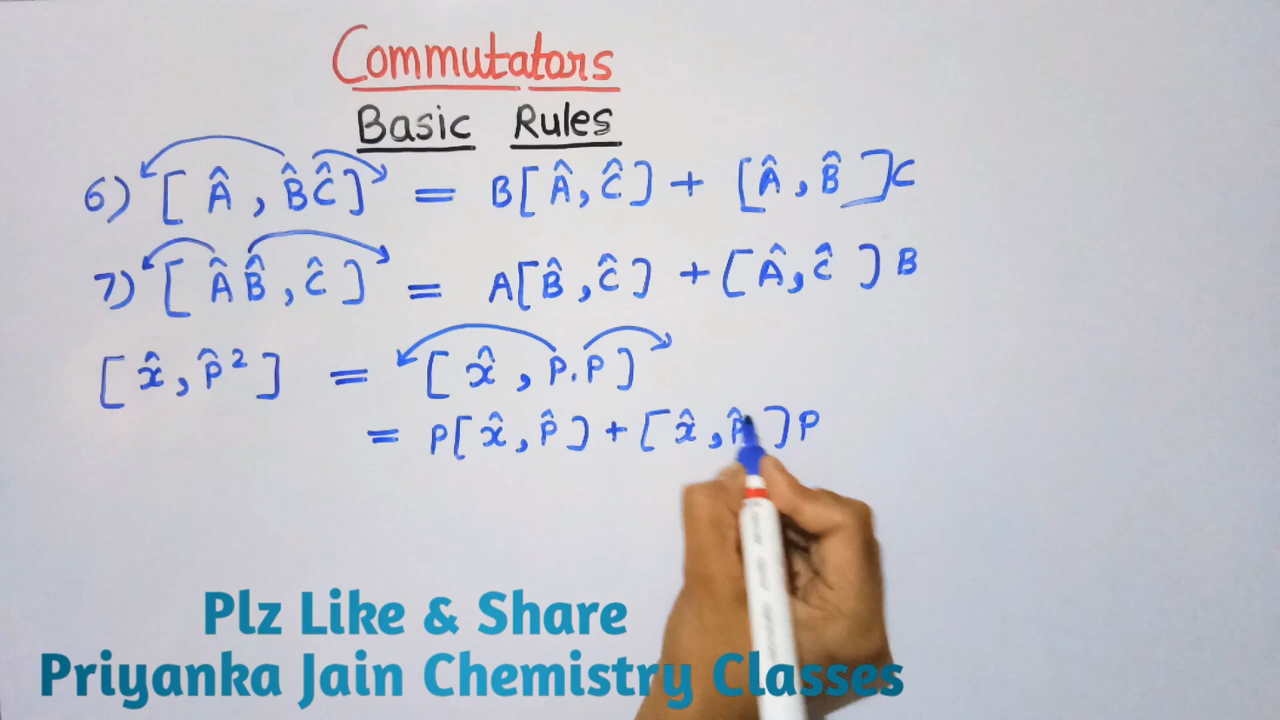 Commutators
Basic Rules
6) [Â, B̂Ĉ] = B[Â, Ĉ] + [Â, B̂]C
7) [ÂB̂, Ĉ] = A[B̂, Ĉ] + [Â, Ĉ]B
[x̂, p̂²] = [x̂, P.P]
= P[x̂, p̂] + [x̂, p̂]P
Plz Like & Share
Priyanka Jain Chemistry Classes